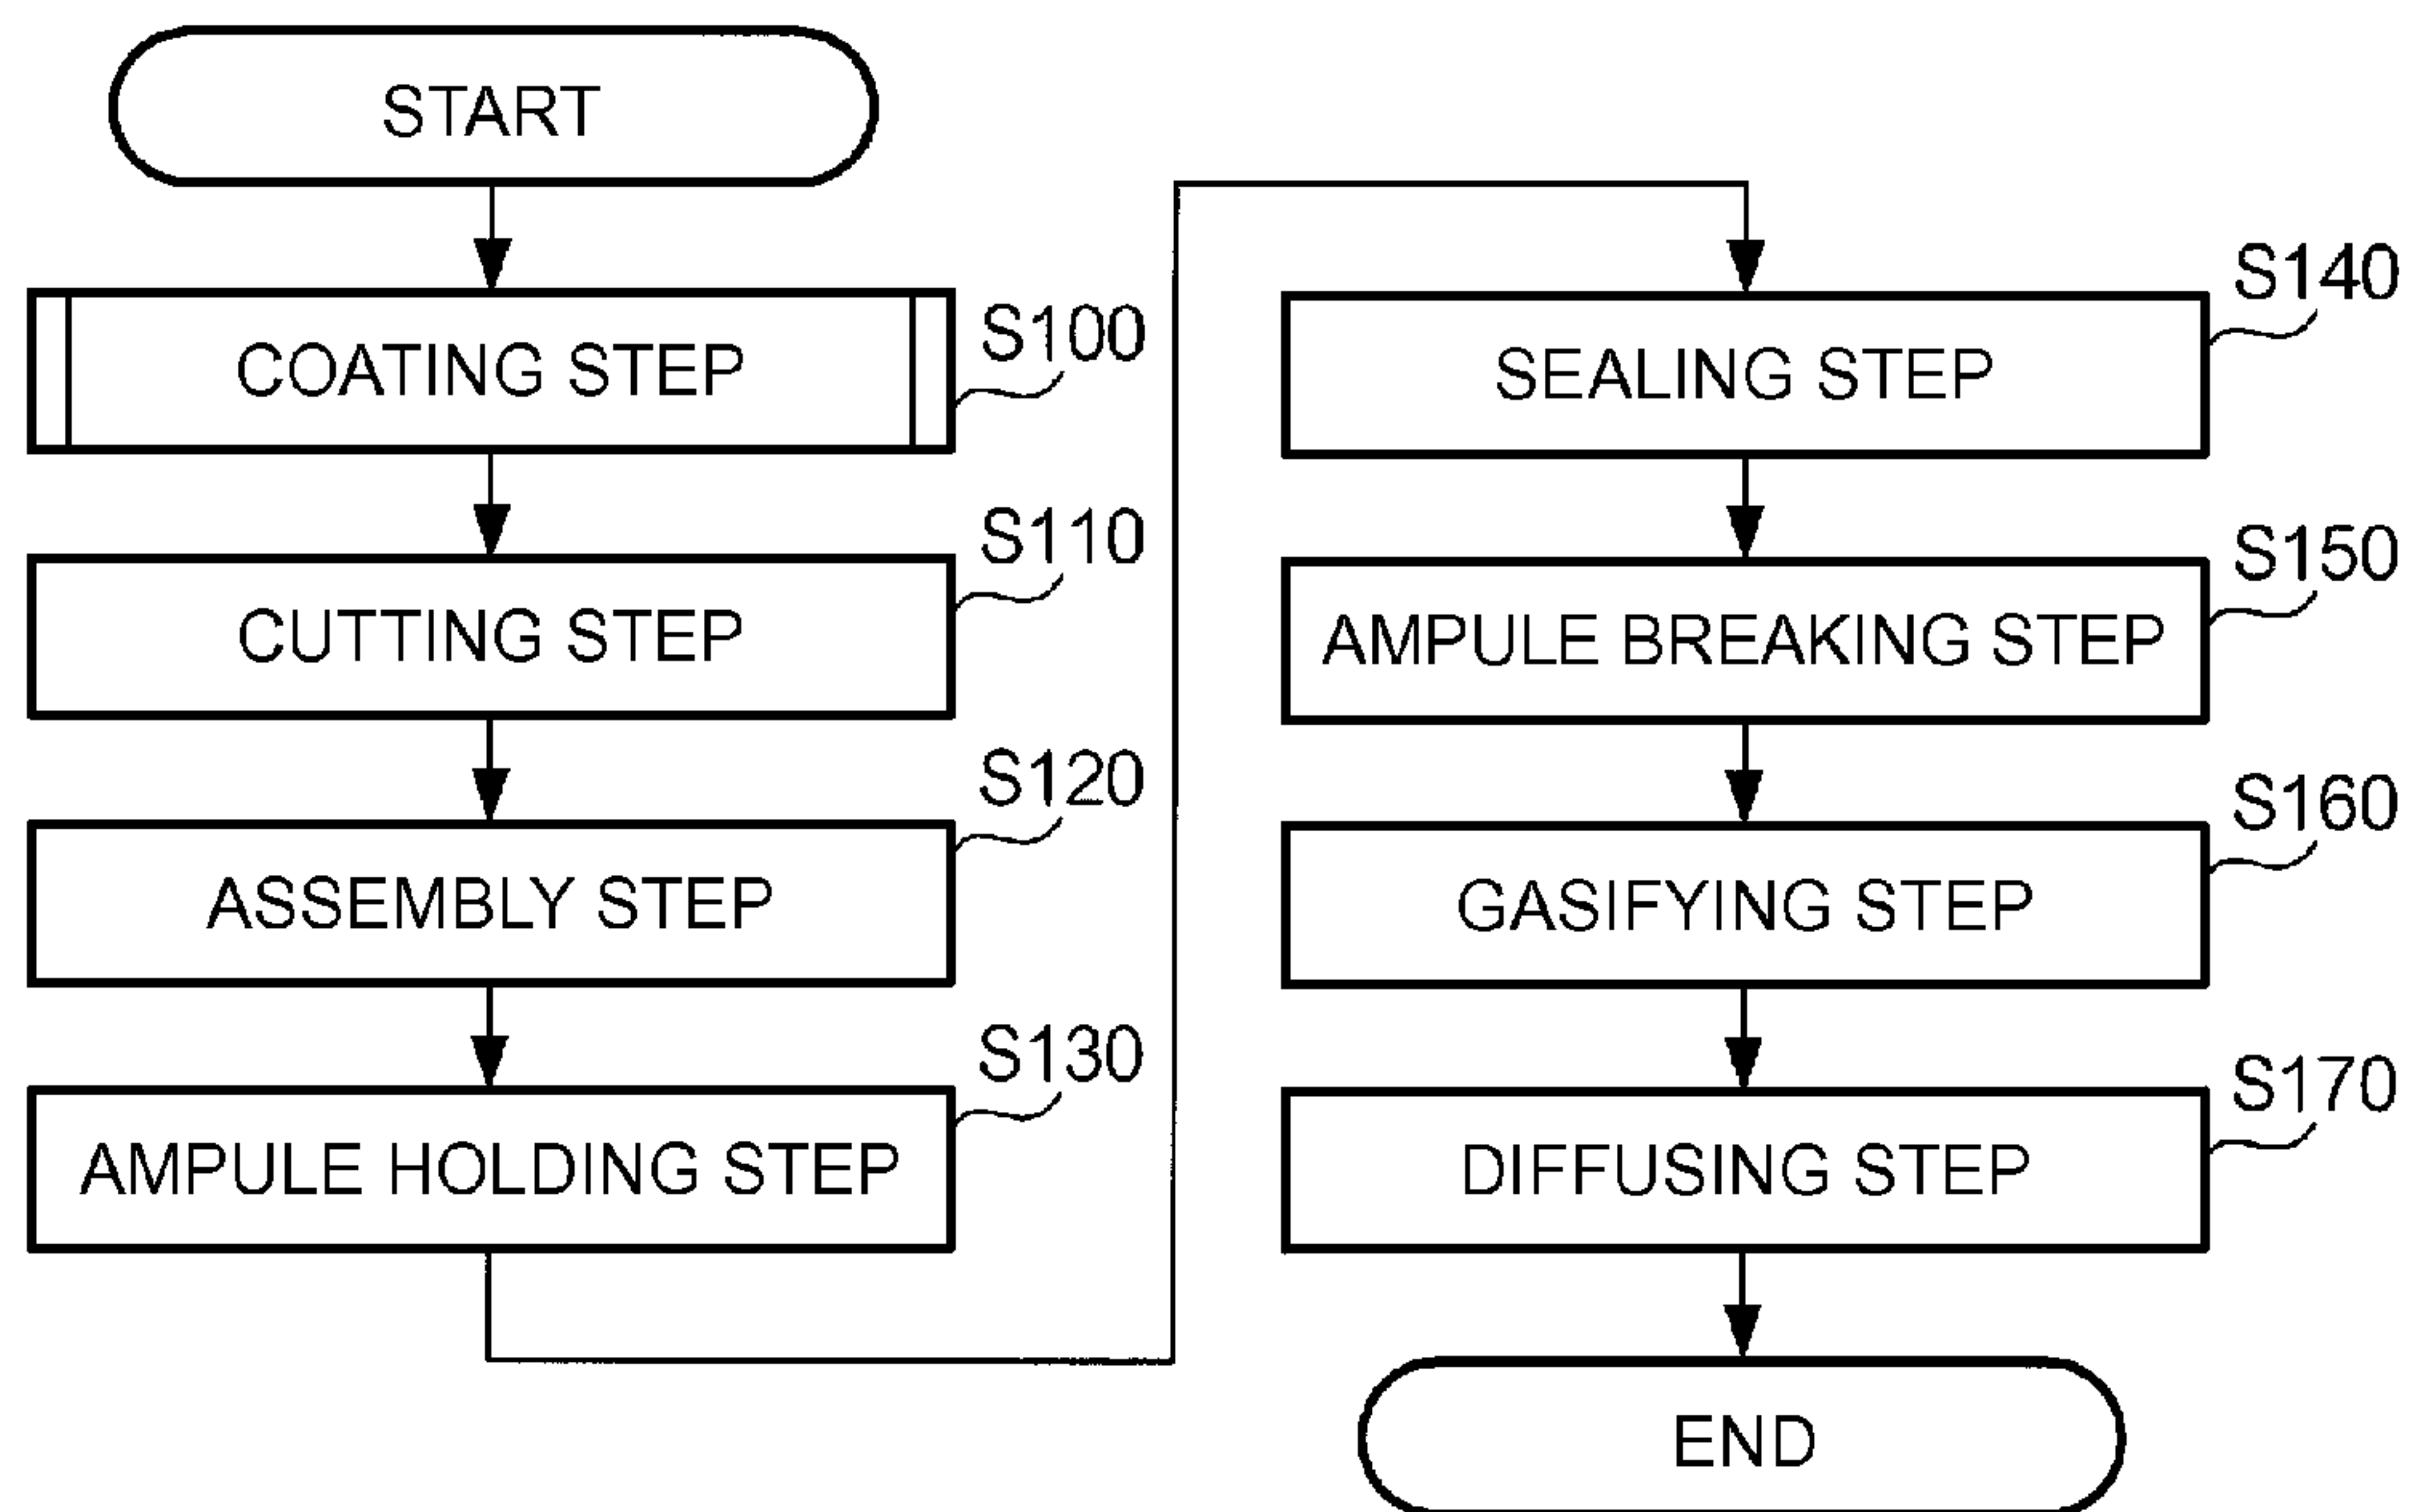 START
COATING STEP
S100
CUTTING STEP
S110
ASSEMBLY STEP
S120
AMPULE HOLDING STEP
S130
SEALING STEP
S140
AMPULE BREAKING STEP
S150
GASIFYING STEP
S160
DIFFUSING STEP
S170
END